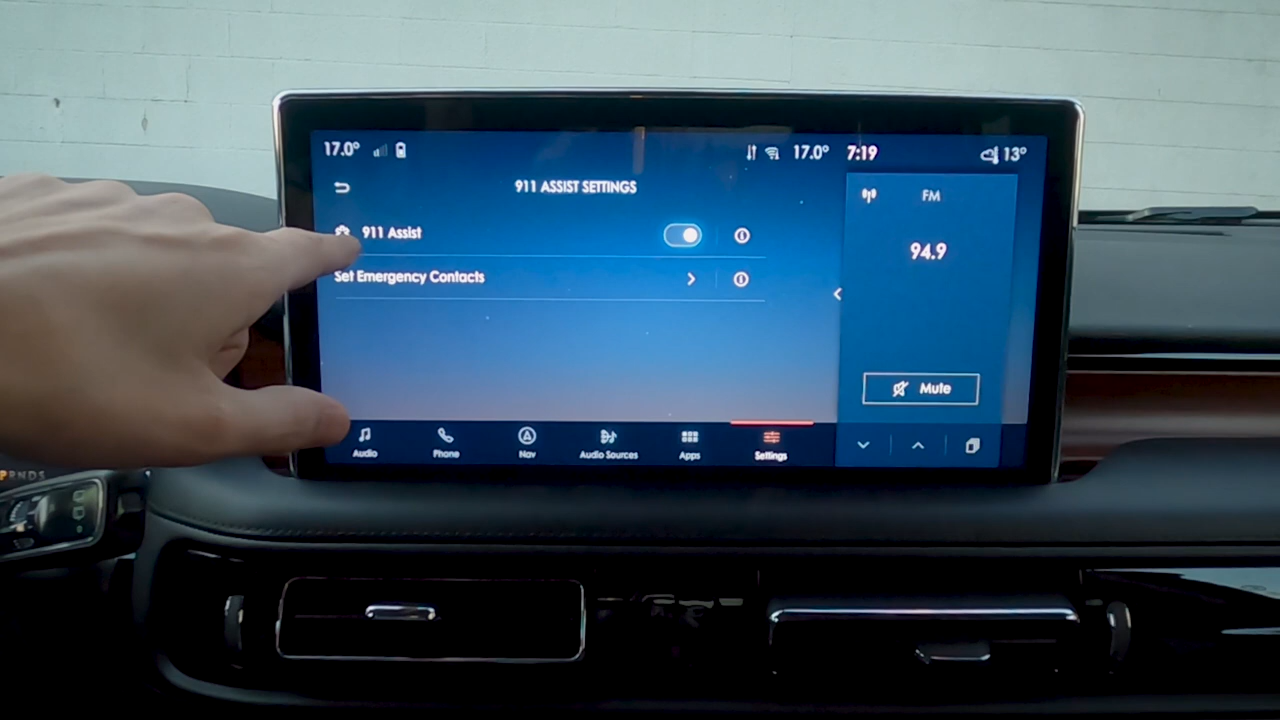 17.0° 17.0° 7:19 13°
911 ASSIST SETTINGS
FM
911 Assist
94.9
Set Emergency Contacts
Mute
Audio Phone Nav Audio Sources Apps Settings
PRNDS